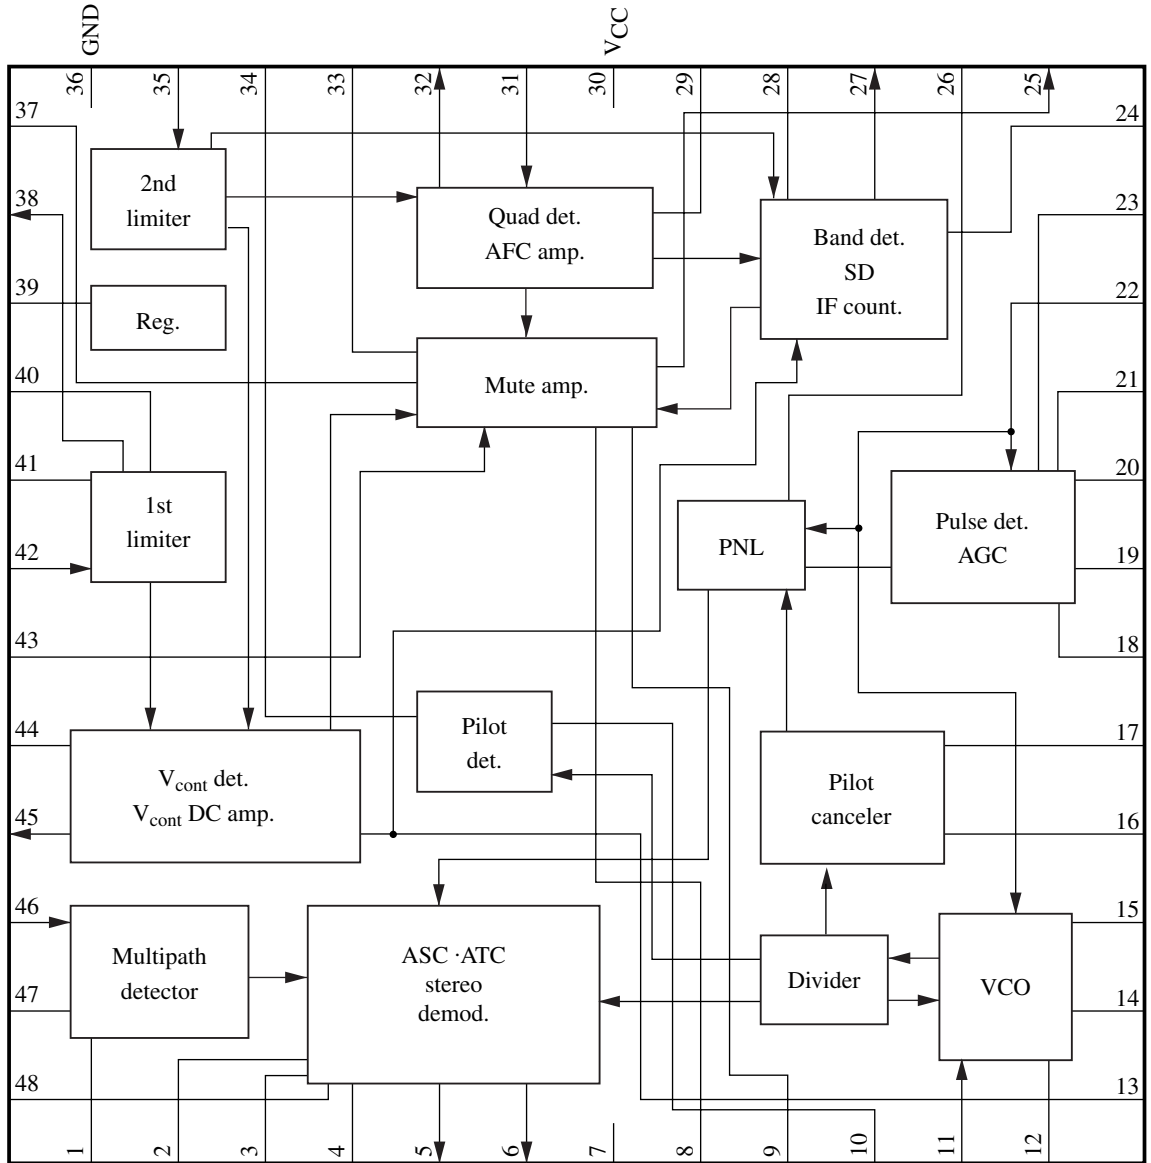 GND
VCC
36
35
34
33
32
31
30
29
28
27
26
25
37
24
2nd
limiter
38
23
Quad det.
AFC amp.
Band det.
SD
IF count.
39
22
Reg.
40
21
Mute amp.
41
20
1st
limiter
Pulse det.
AGC
PNL
42
19
43
18
44
17
Pilot
det.
Vcont det.
Vcont DC amp.
Pilot
canceler
45
16
46
15
Multipath
detector
ASC ·ATC
stereo
demod.
Divider
VCO
47
14
48
13
1
2
3
4
5
6
7
8
9
10
11
12